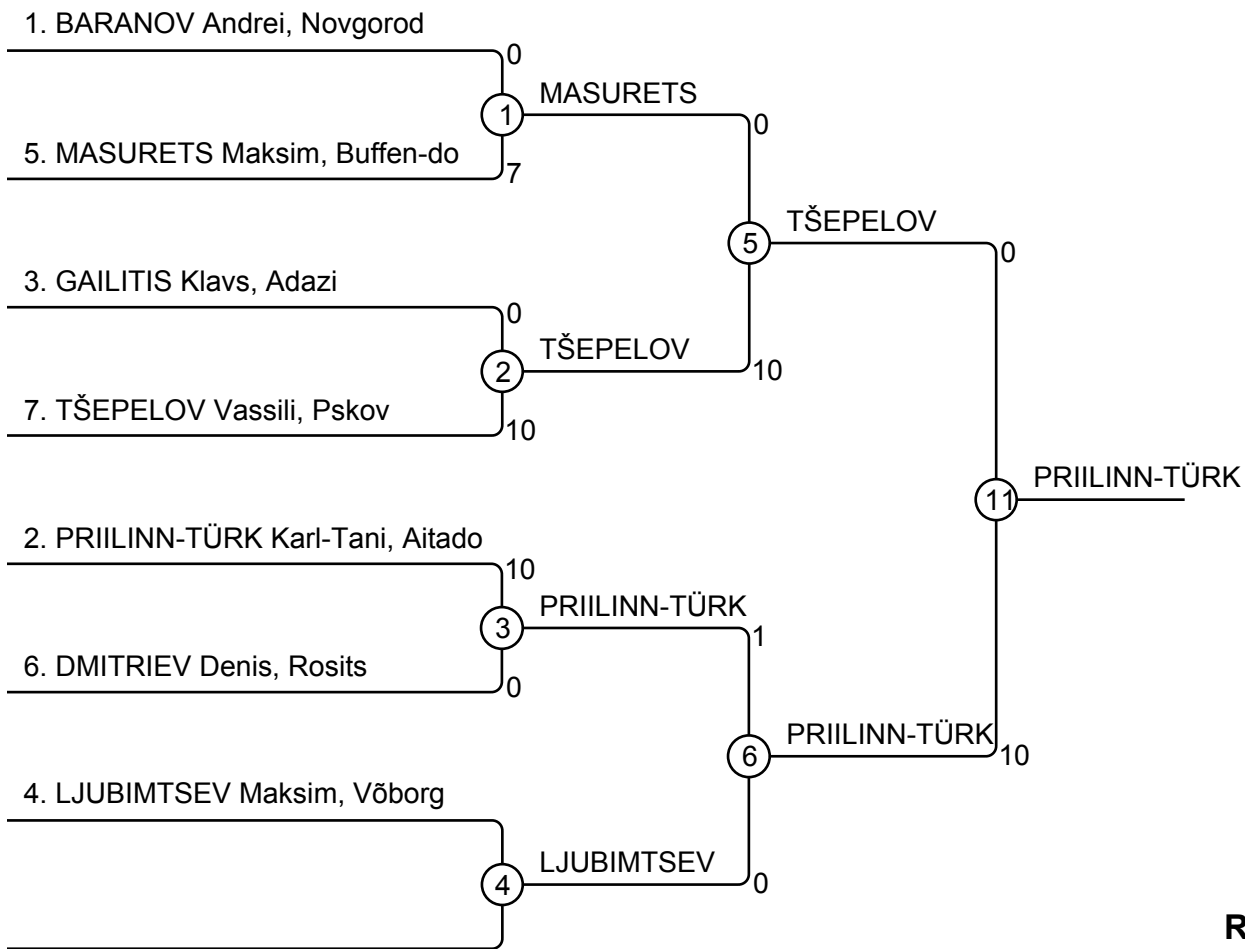 1. BARANOV Andrei, Novgorod
0
1
MASURETS
0
5. MASURETS Maksim, Buffen-do
7
5
TŠEPELOV
0
3. GAILITIS Klavs, Adazi
0
2
TŠEPELOV
10
7. TŠEPELOV Vassili, Pskov
10
11
PRIILINN-TÜRK
2. PRIILINN-TÜRK Karl-Tani, Aitado
10
3
PRIILINN-TÜRK
1
6. DMITRIEV Denis, Rosits
0
6
PRIILINN-TÜRK
10
4. LJUBIMTSEV Maksim, Võborg
4
LJUBIMTSEV
0
R